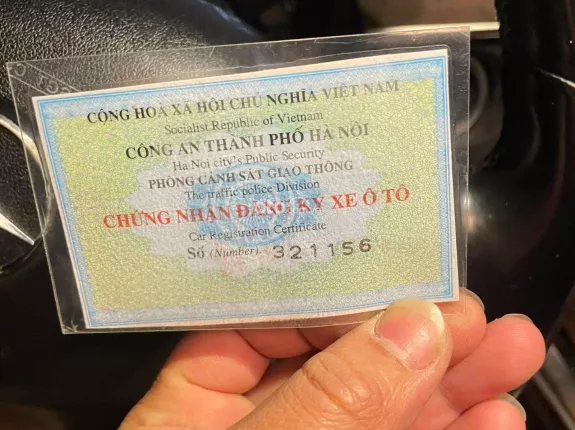 CỘNG HOÀ XÃ HỘI CHỦ NGHĨA VIỆT NAM
Socialist Republic of Vietnam
CÔNG AN THÀNH PHỐ HÀ NỘI
Ha Noi city's Public Security
PHÒNG CẢNH SÁT GIAO THÔNG
The traffic police Division
CHỨNG NHẬN ĐĂNG KÝ XE Ô TÔ
Car Registration Certificate
Số (Number) 321156